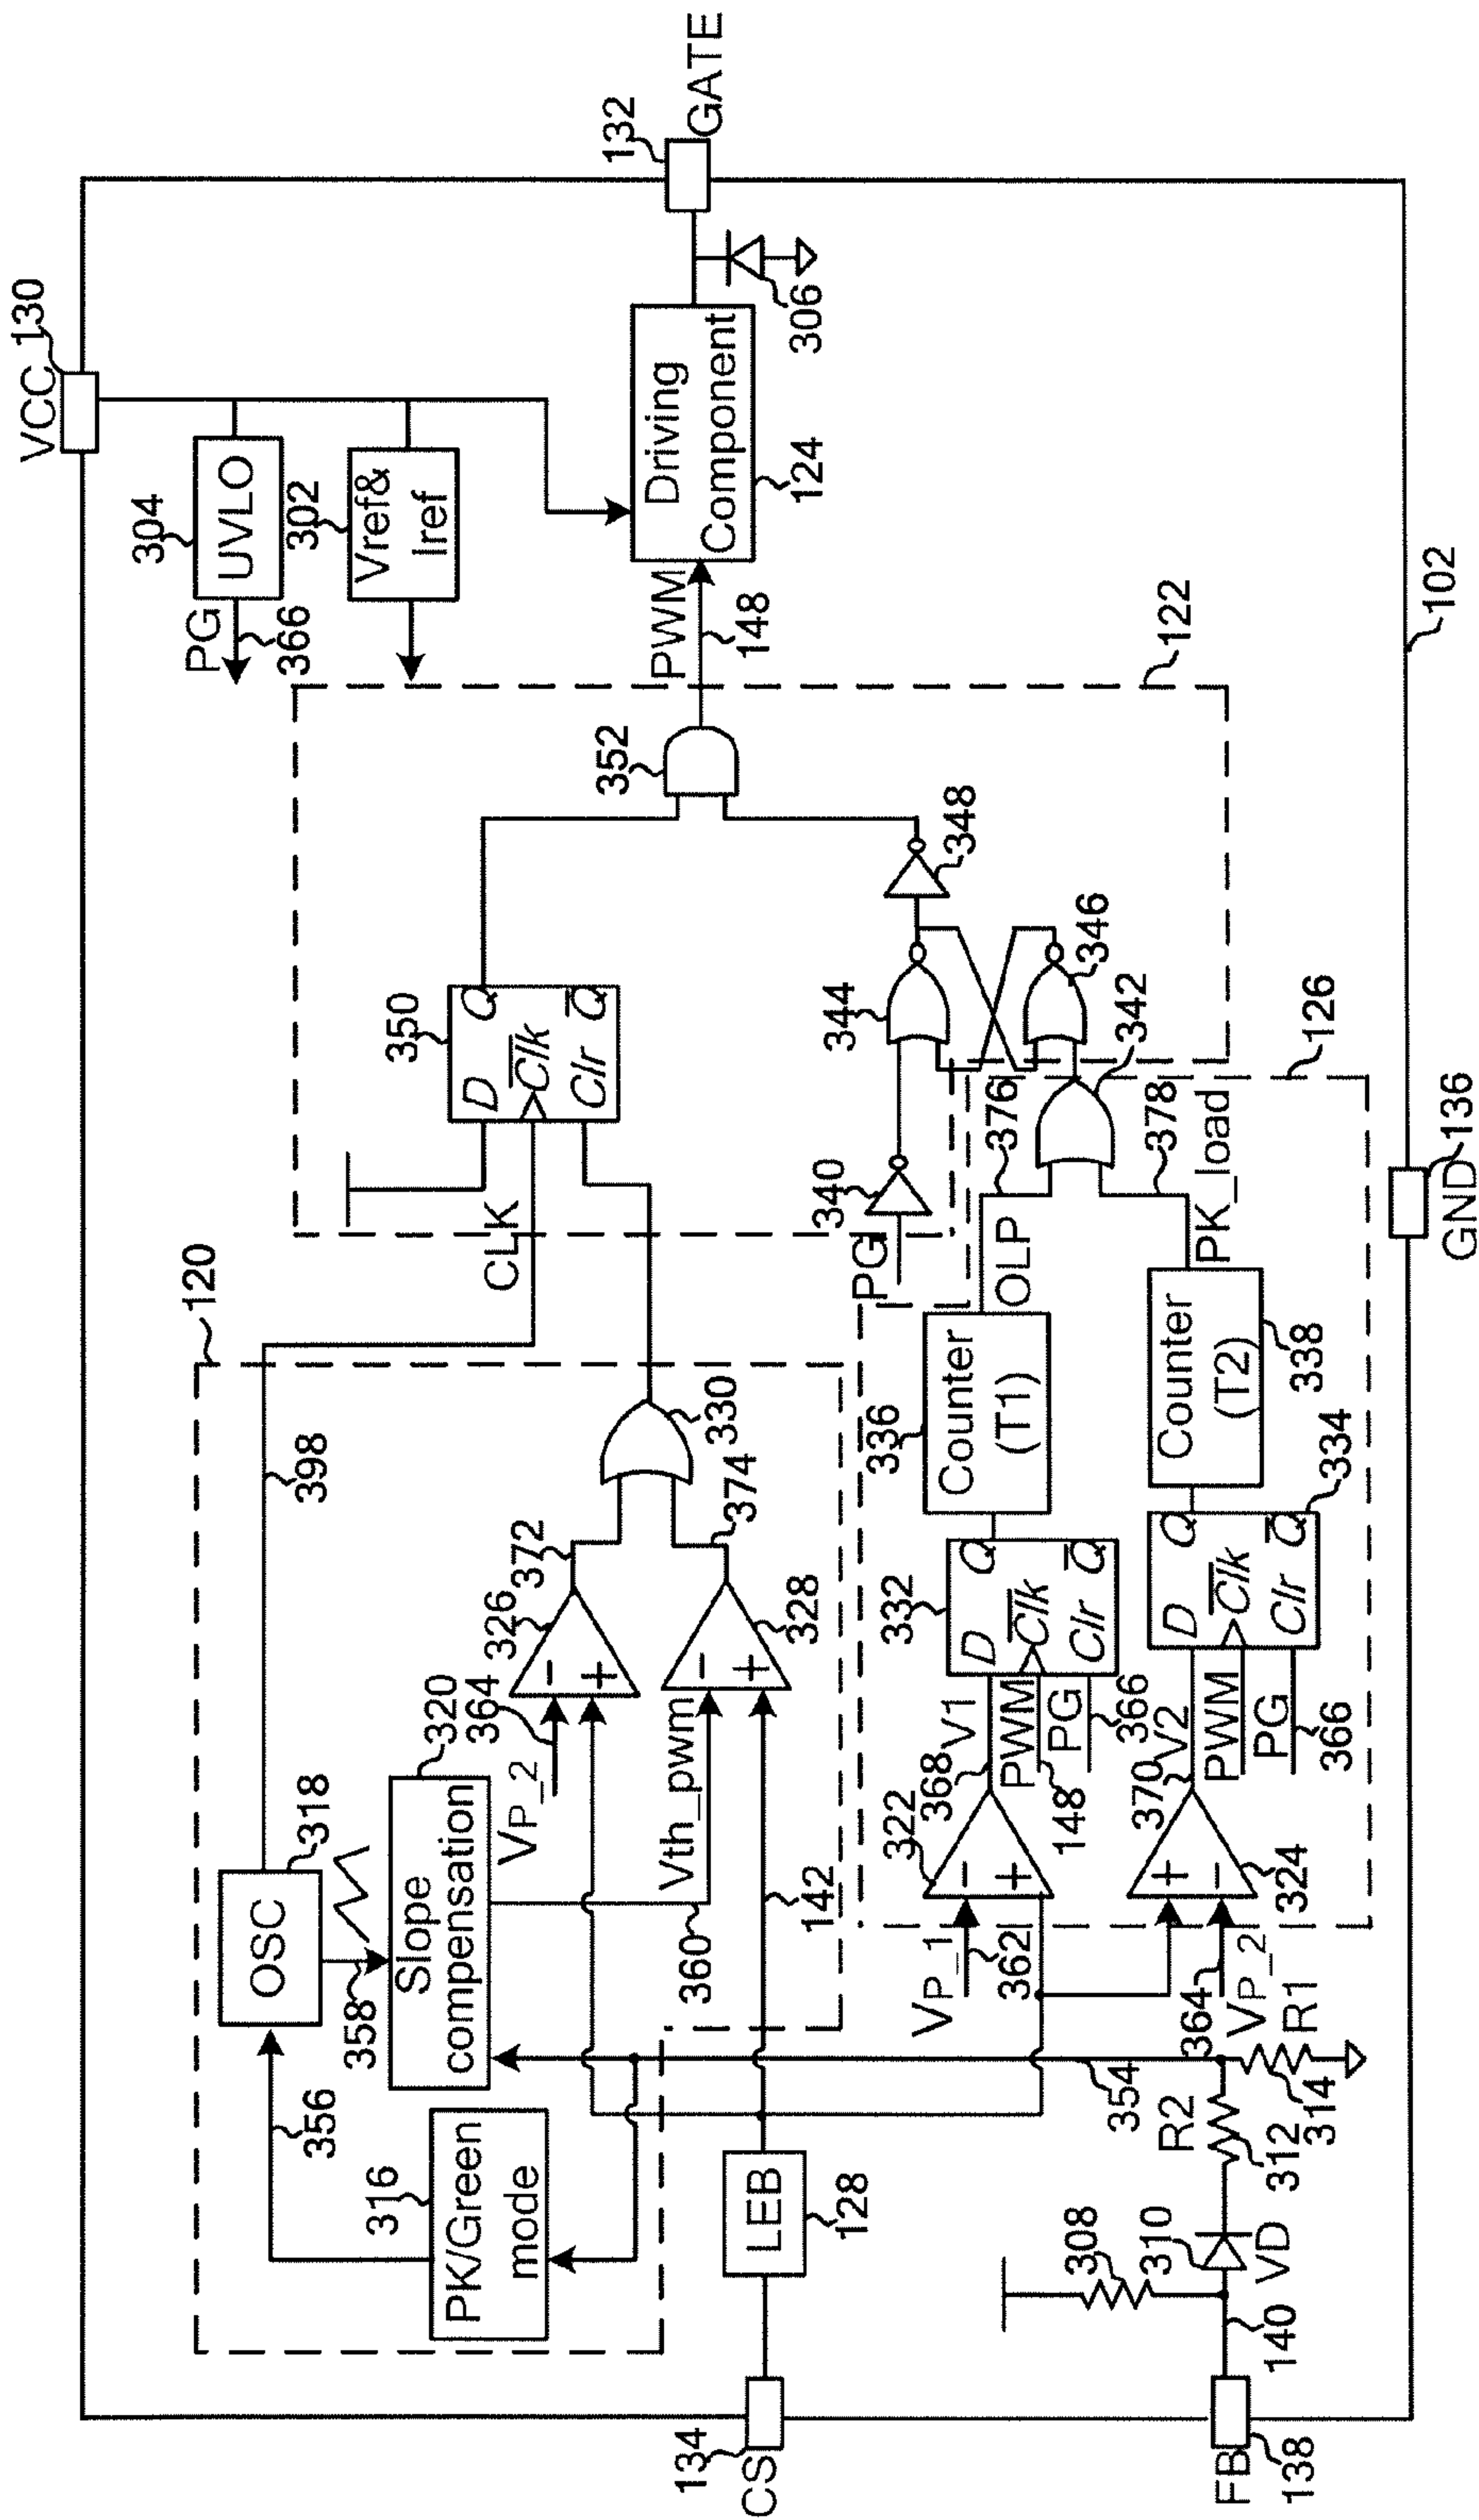 VCC
130
304
UVLO
PG
366
302
Vref&
Iref
132
GATE
306
Driving
Component
124
PWM
148
122
102
352
348
350
D
Q
Clk
Clr
Q
344
346
342
340
PG
CLK
376
378
126
OLP
PK_load
GND
136
120
398
OSC
318
358
356
Slope
compensation
320
316
PK/Green
mode
VP_2
364
326
372
−
+
330
374
328
−
+
Vth_pwm
360
142
LEB
128
CS
134
336
Counter
(T1)
Counter
(T2)
338
332
D
Q
Clk
Clr
Q
334
D
Q
Clk
Clr
Q
V1
368
PWM
148
PG
366
V2
370
PWM
PG
366
322
−
+
324
+
−
VP_1
362
364
VP_2
R1
314
354
R2
312
308
310
VD
140
FB
138